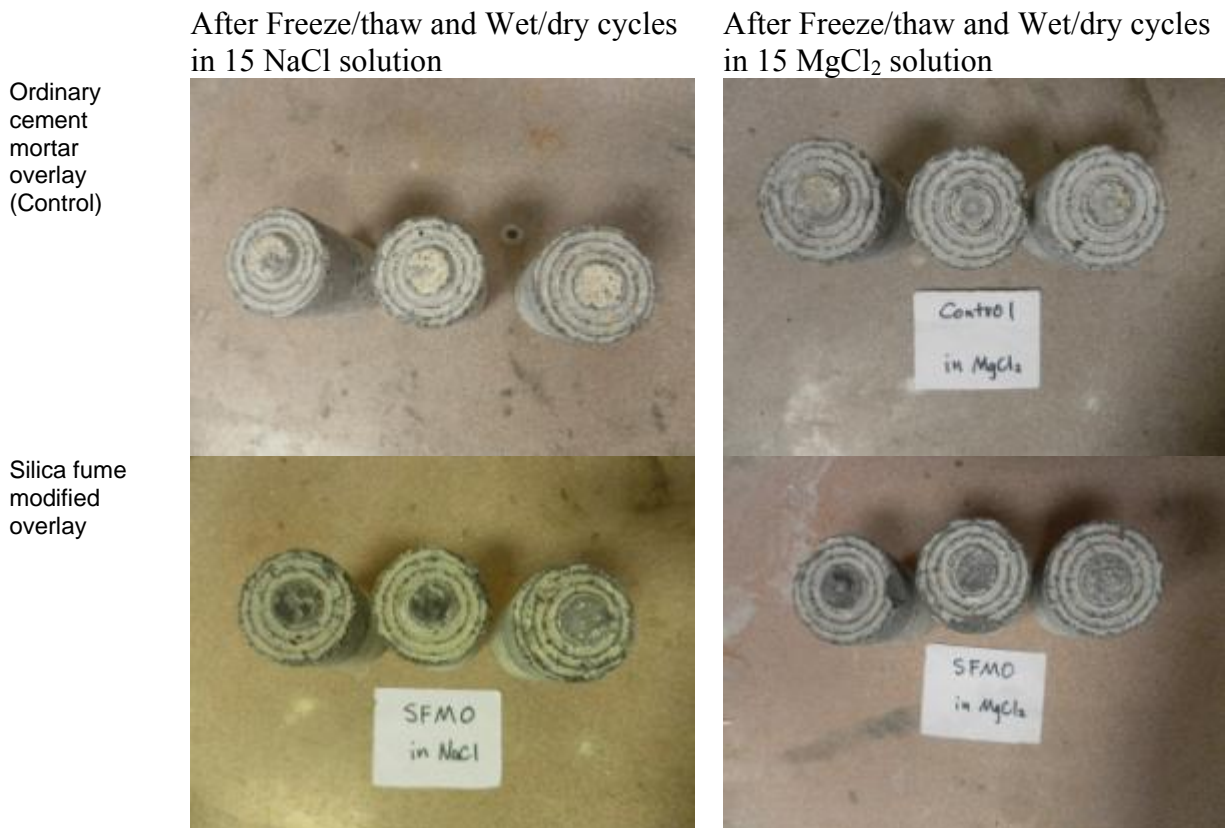 After Freeze/thaw and Wet/dry cycles
in 15 NaCl solution
After Freeze/thaw and Wet/dry cycles
in 15 MgCl₂ solution
Ordinary
cement
mortar
overlay
(Control)
Control
in MgCl₂
Silica fume
modified
overlay
SFMO
in NaCl
SFMO
in MgCl₂